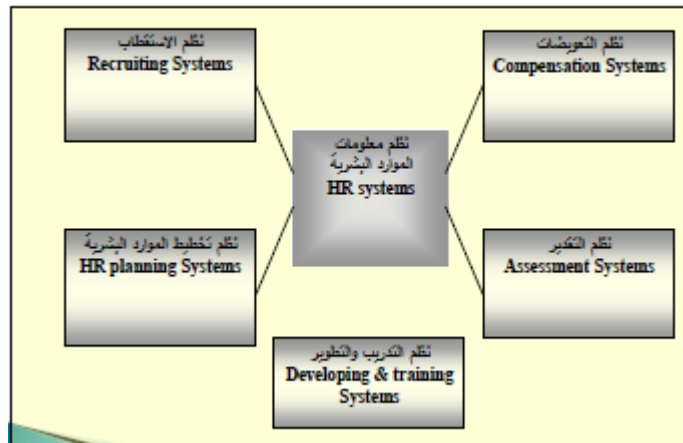 نظم الاستقطاب
Recruiting Systems
نظم التعويضات
Compensation Systems
نظم معلومات
الموارد البشرية
HR systems
نظم تخطيط الموارد البشرية
HR planning Systems
نظم التقدير
Assessment Systems
نظم التدريب والتطوير
Developing & training
Systems